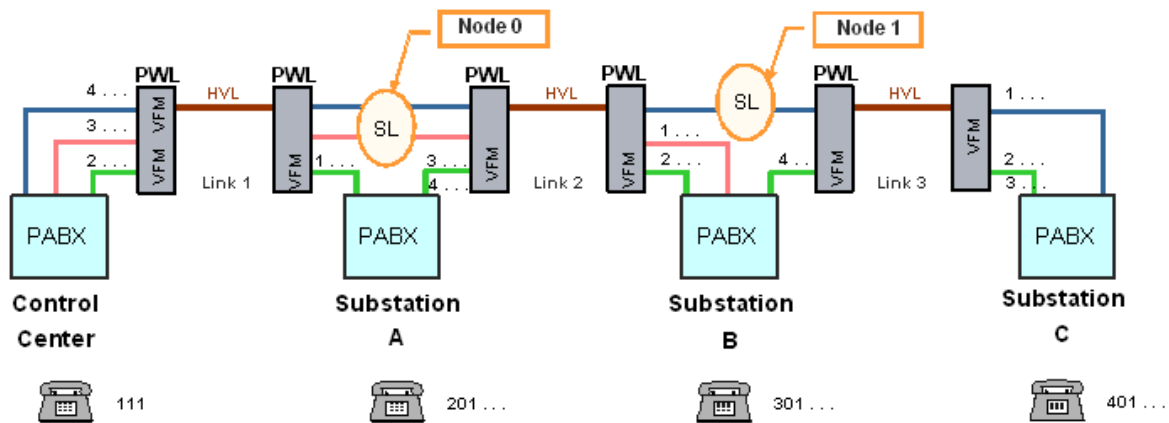 Node 0
Node 1
PWL
PWL
PWL
PWL
PWL
4 . . .
HVL
HVL
HVL
1 . . .
SL
SL
3 . . .
VFM
VFM
VFM
VFM
VFM
VFM
VFM
1 . . .
2 . . .
1 . . .
3 . . .
2 . . .
4 . . .
2 . . .
Link 1
4 . . .
Link 2
Link 3
3 . . .
PABX
PABX
PABX
PABX
Control
Center
Substation
A
Substation
B
Substation
C
111
201 . . .
301 . . .
401 . . .